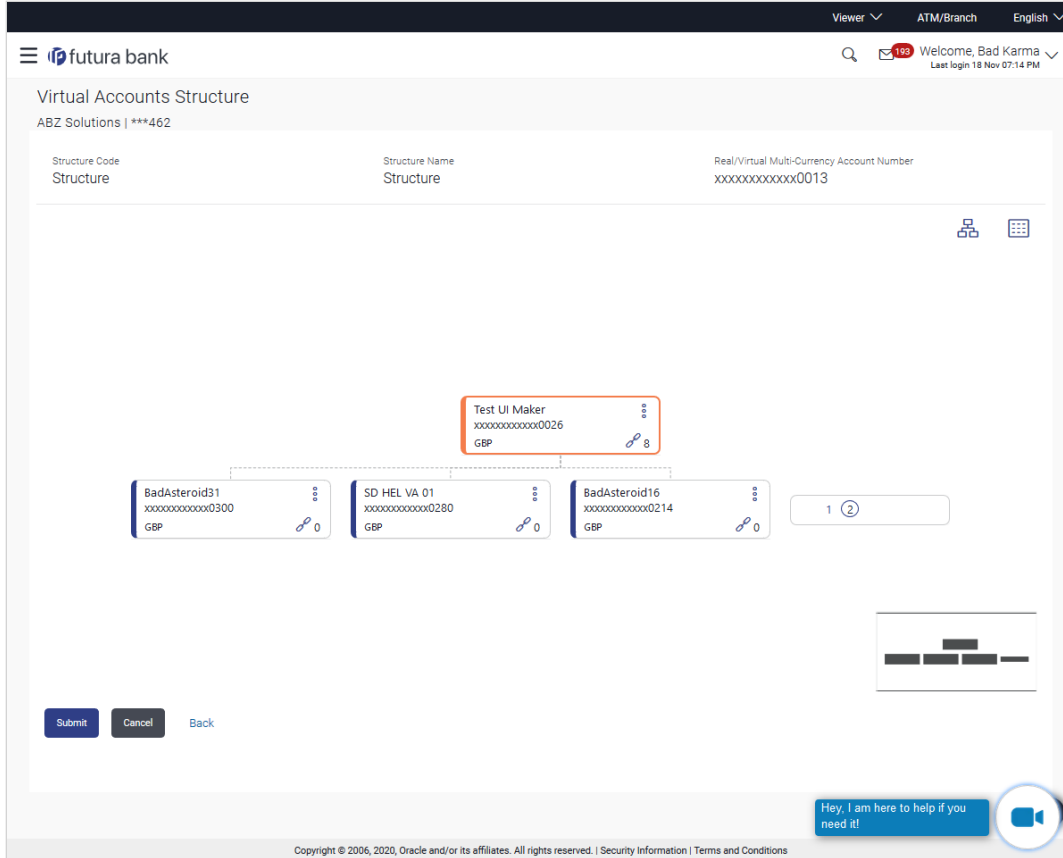 Viewer ATM/Branch English
futura bank 193 Welcome, Bad Karma
Last login 18 Nov 07:14 PM
Virtual Accounts Structure
ABZ Solutions | ***462
Structure Code Structure Name Real/Virtual Multi-Currency Account Number
Structure Structure xxxxxxxxxxxx0013
Test UI Maker
xxxxxxxxxxxx0026
GBP 8
BadAsteroid31
xxxxxxxxxxxx0300
GBP 0
SD HEL VA 01
xxxxxxxxxxxx0280
GBP 0
BadAsteroid16
xxxxxxxxxxxx0214
GBP 0
1 2
Submit Cancel Back
Hey, I am here to help if you
need it!
Copyright © 2006, 2020, Oracle and/or its affiliates. All rights reserved. | Security Information | Terms and Conditions